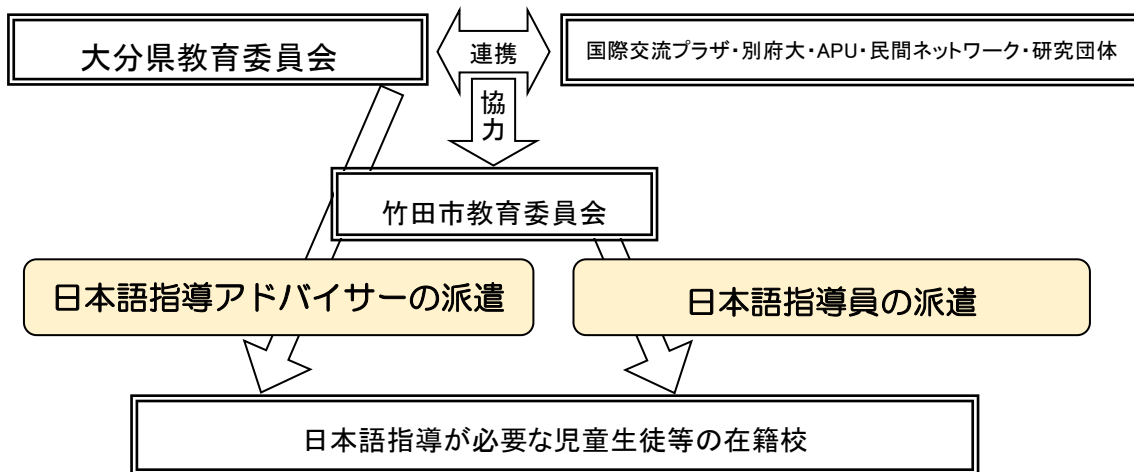 大分県教育委員会
連携
国際交流プラザ・別府大・APU・民間ネットワーク・研究団体
協力
竹田市教育委員会
日本語指導アドバイザーの派遣
日本語指導員の派遣
日本語指導が必要な児童生徒等の在籍校